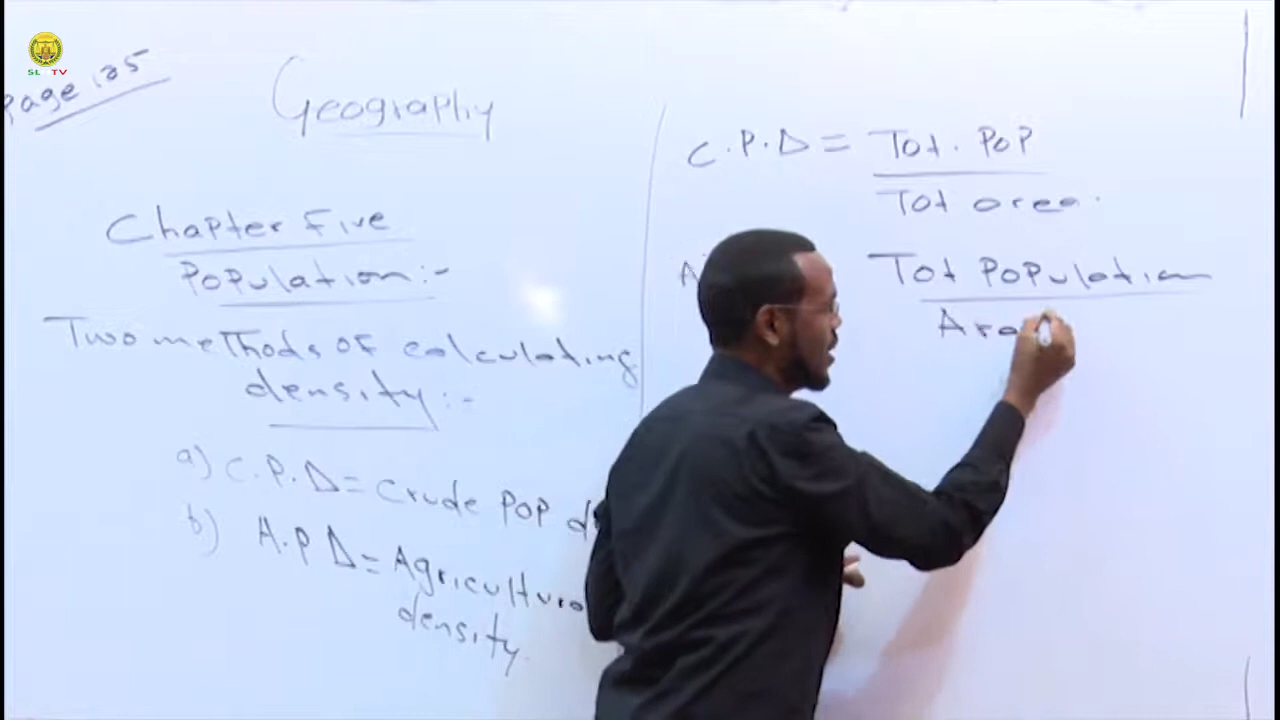 SL TV
Page 125
Geography
Chapter Five
Population:-
Two methods of calculating
density:-
a) C.P.D = Crude Pop d
b) A.P D = Agricultura
density.
C.P.D = Tot. Pop
Tot area.
A
Tot Population
Area